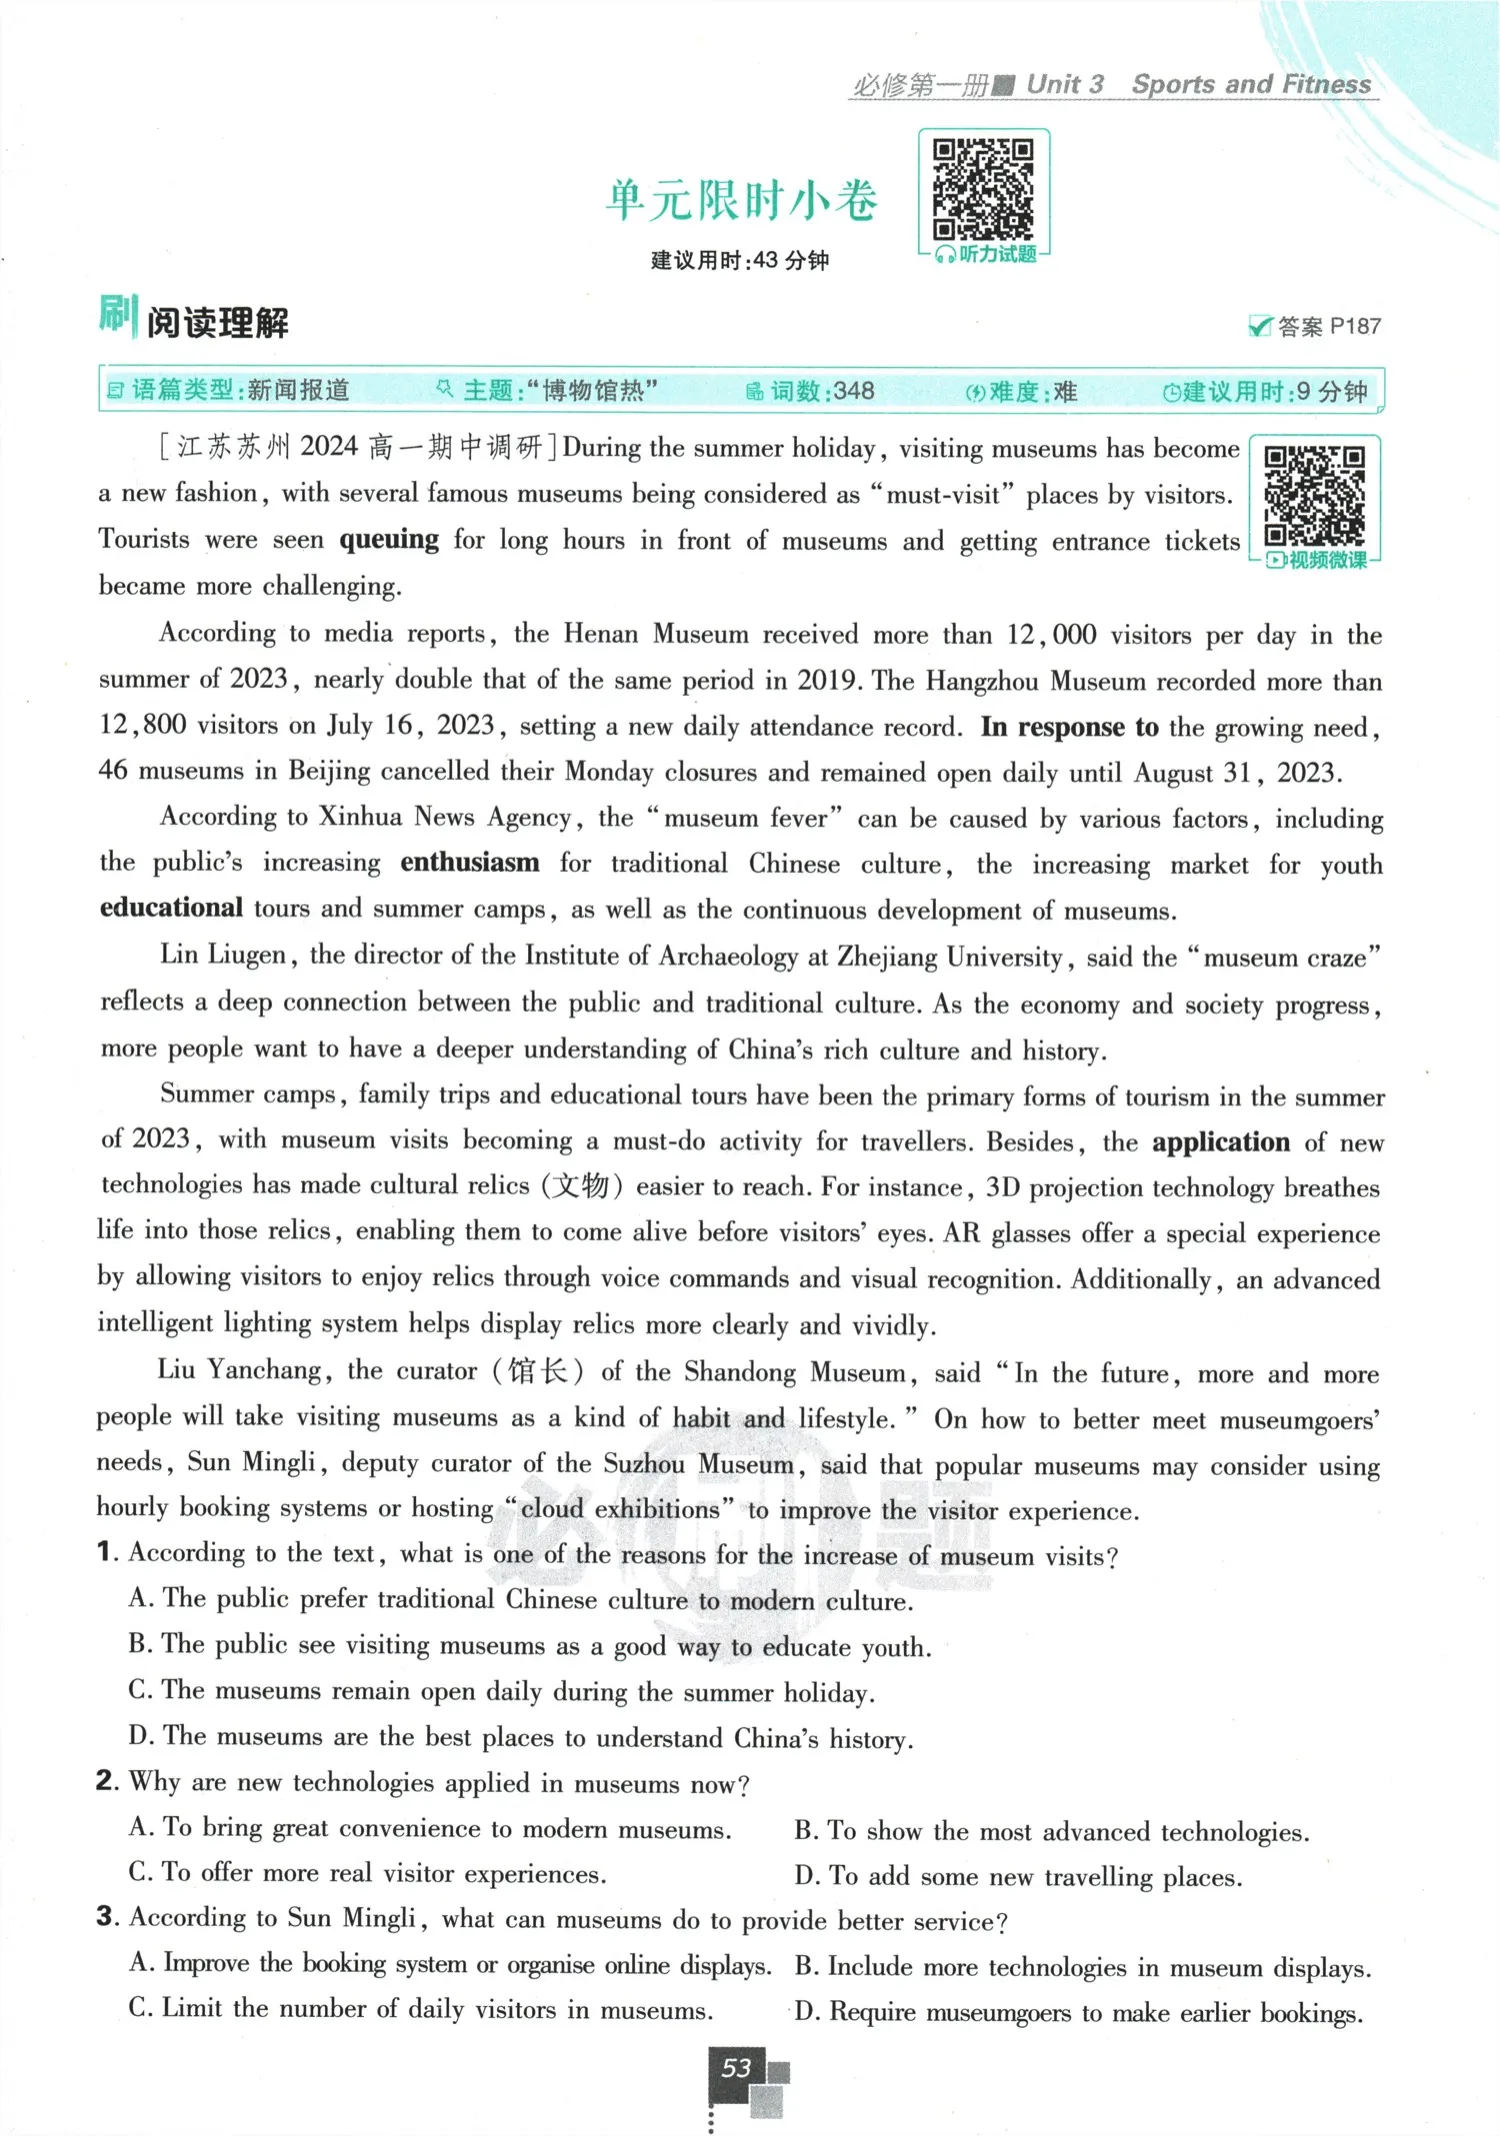 必修第一册 Unit 3 Sports and Fitness
单元限时小卷
听力试题
建议用时:43 分钟
刷 阅读理解
答案 P187
语篇类型:新闻报道 主题:“博物馆热” 词数:348 难度:难 建议用时:9 分钟
[江苏苏州 2024 高一期中调研]During the summer holiday, visiting museums has become
a new fashion, with several famous museums being considered as “must-visit” places by visitors.
Tourists were seen queuing for long hours in front of museums and getting entrance tickets
视频微课
became more challenging.
According to media reports, the Henan Museum received more than 12,000 visitors per day in the
summer of 2023, nearly double that of the same period in 2019. The Hangzhou Museum recorded more than
12,800 visitors on July 16, 2023, setting a new daily attendance record. In response to the growing need,
46 museums in Beijing cancelled their Monday closures and remained open daily until August 31, 2023.
According to Xinhua News Agency, the “museum fever” can be caused by various factors, including
the public’s increasing enthusiasm for traditional Chinese culture, the increasing market for youth
educational tours and summer camps, as well as the continuous development of museums.
Lin Liugen, the director of the Institute of Archaeology at Zhejiang University, said the “museum craze”
reflects a deep connection between the public and traditional culture. As the economy and society progress,
more people want to have a deeper understanding of China’s rich culture and history.
Summer camps, family trips and educational tours have been the primary forms of tourism in the summer
of 2023, with museum visits becoming a must-do activity for travellers. Besides, the application of new
technologies has made cultural relics (文物) easier to reach. For instance, 3D projection technology breathes
life into those relics, enabling them to come alive before visitors’ eyes. AR glasses offer a special experience
by allowing visitors to enjoy relics through voice commands and visual recognition. Additionally, an advanced
intelligent lighting system helps display relics more clearly and vividly.
Liu Yanchang, the curator (馆长) of the Shandong Museum, said “In the future, more and more
people will take visiting museums as a kind of habit and lifestyle. ” On how to better meet museumgoers’
needs, Sun Mingli, deputy curator of the Suzhou Museum, said that popular museums may consider using
hourly booking systems or hosting “cloud exhibitions” to improve the visitor experience.
必刷题
1. According to the text, what is one of the reasons for the increase of museum visits?
A. The public prefer traditional Chinese culture to modern culture.
B. The public see visiting museums as a good way to educate youth.
C. The museums remain open daily during the summer holiday.
D. The museums are the best places to understand China’s history.
2. Why are new technologies applied in museums now?
A. To bring great convenience to modern museums. B. To show the most advanced technologies.
C. To offer more real visitor experiences. D. To add some new travelling places.
3. According to Sun Mingli, what can museums do to provide better service?
A. Improve the booking system or organise online displays. B. Include more technologies in museum displays.
C. Limit the number of daily visitors in museums. D. Require museumgoers to make earlier bookings.
53